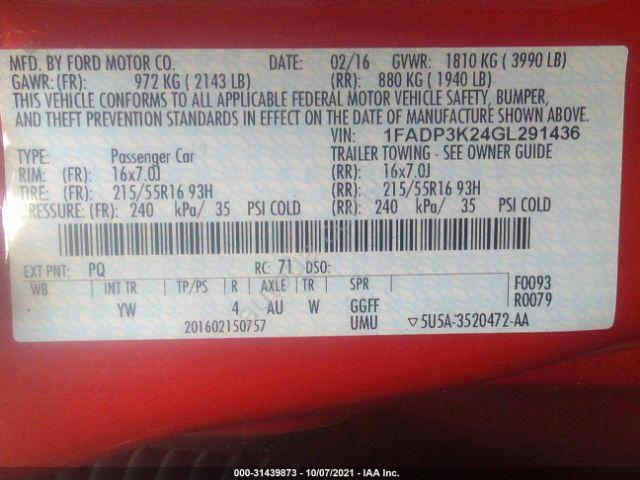 MFD. BY FORD MOTOR CO. DATE: 02/16 GVWR: 1810 KG ( 3990 LB)
GAWR: (FR): 972 KG ( 2143 LB) (RR): 880 KG ( 1940 LB)
THIS VEHICLE CONFORMS TO ALL APPLICABLE FEDERAL MOTOR VEHICLE SAFETY, BUMPER,
AND THEFT PREVENTION STANDARDS IN EFFECT ON THE DATE OF MANUFACTURE SHOWN ABOVE.
VIN: 1FADP3K24GL291436
TYPE: Passenger Car TRAILER TOWING - SEE OWNER GUIDE
RIM: (FR): 16x7.0J (RR): 16x7.0J
TIRE: (FR): 215/55R16 93H (RR): 215/55R16 93H
PRESSURE: (FR): 240 kPa/ 35 PSI COLD (RR): 240 kPa/ 35 PSI COLD
EXT PNT: PQ RC: 71 DSO:
WB INT TR TP/PS R AXLE TR SPR F0093
YW 4 AU W GGFF R0079
201602150757 UMU ▽5U5A-3520472-AA
000-31439873 - 10/07/2021 - IAA Inc.